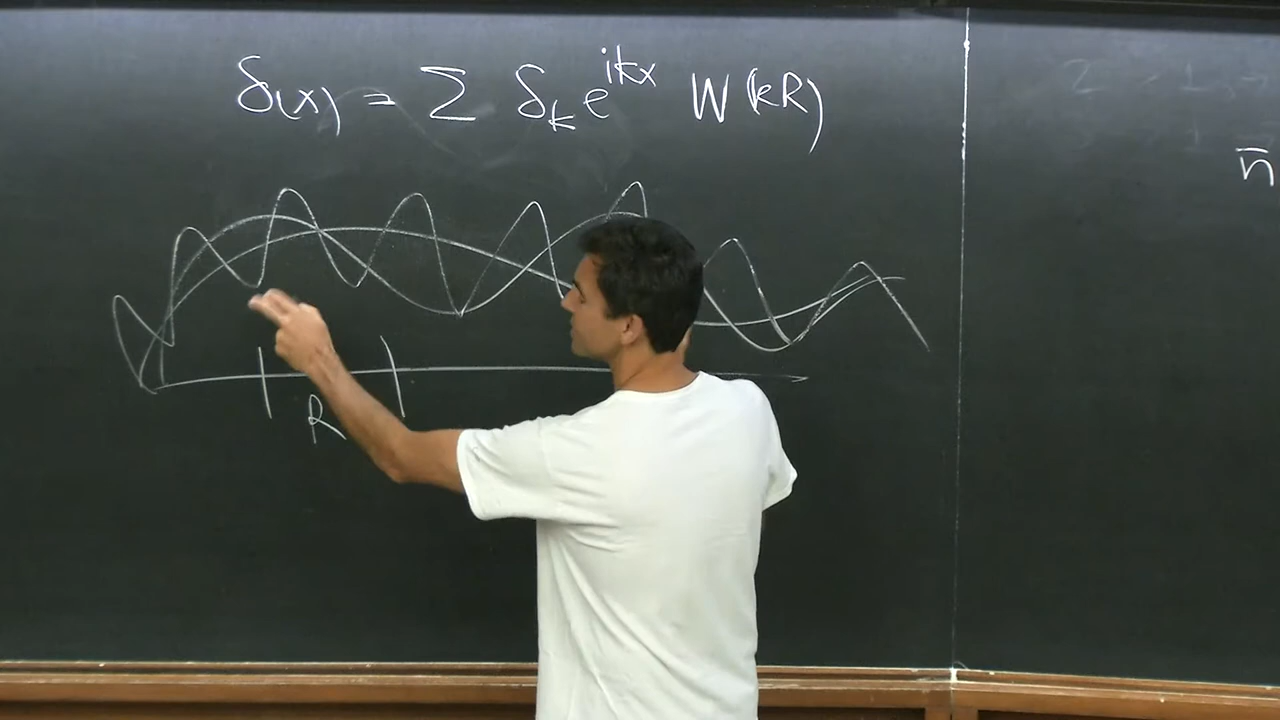 δ(x) = Σ δ_k e^{ikx} W(kR)
n̄
R